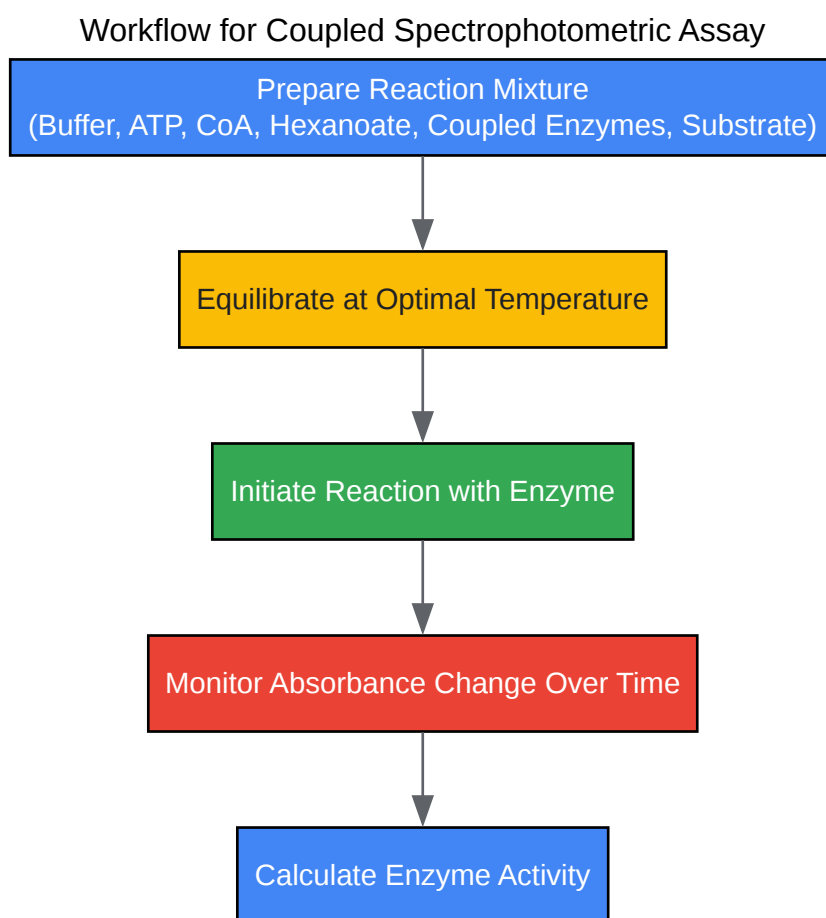 Workflow for Coupled Spectrophotometric Assay
Prepare Reaction Mixture
(Buffer, ATP, CoA, Hexanoate, Coupled Enzymes, Substrate)
Equilibrate at Optimal Temperature
Initiate Reaction with Enzyme
Monitor Absorbance Change Over Time
Calculate Enzyme Activity